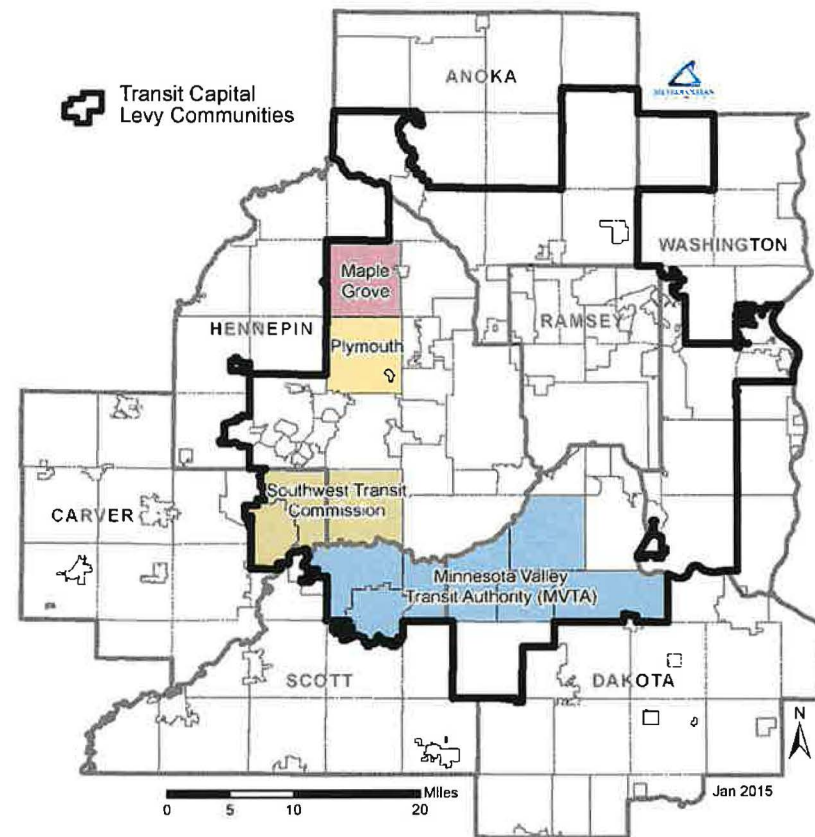 Transit Capital
Levy Communities
ANOKA
WASHINGTON
Maple
Grove
HENNEPIN
RAMSEY
Plymouth
Southwest Transit
Commission
CARVER
Minnesota Valley
Transit Authority (MVTA)
SCOTT
DAKOTA
N
Miles
0 5 10 20
Jan 2015